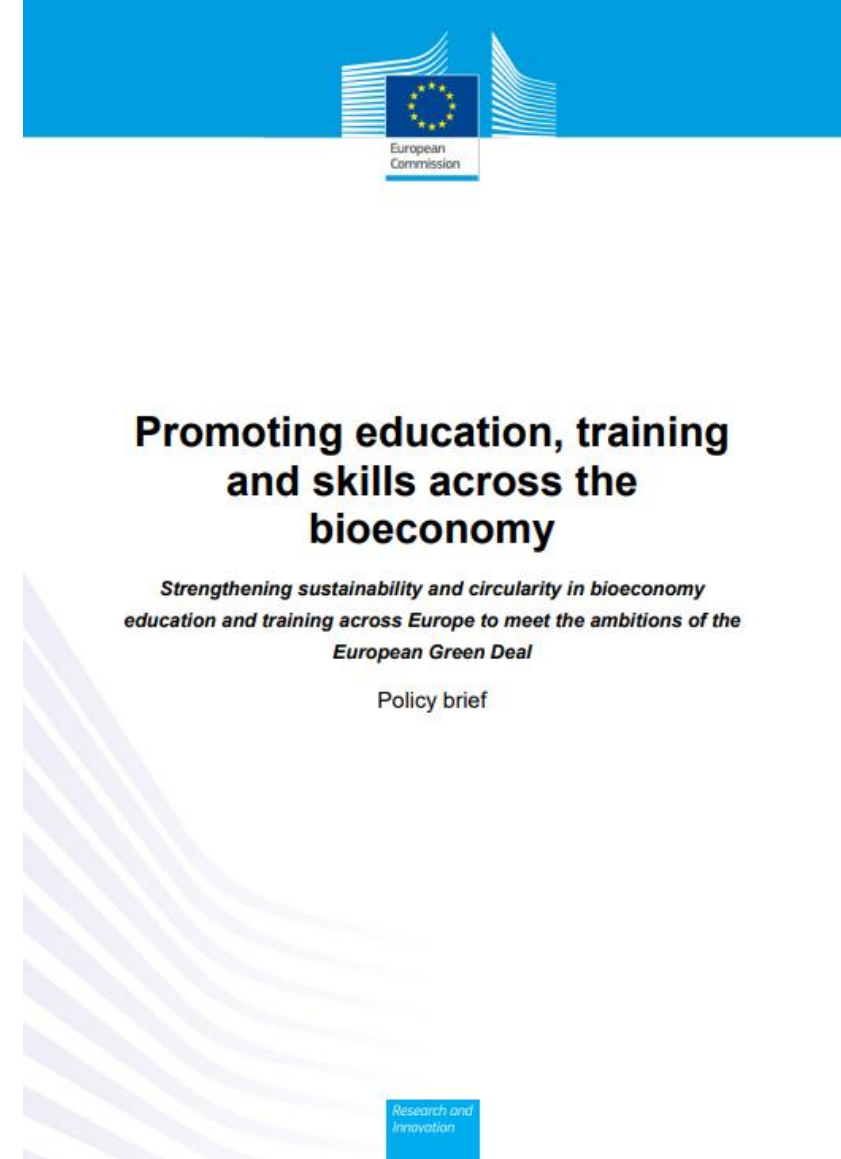 European
Commission
Promoting education, training
and skills across the
bioeconomy
Strengthening sustainability and circularity in bioeconomy
education and training across Europe to meet the ambitions of the
European Green Deal
Policy brief
Research and
Innovation